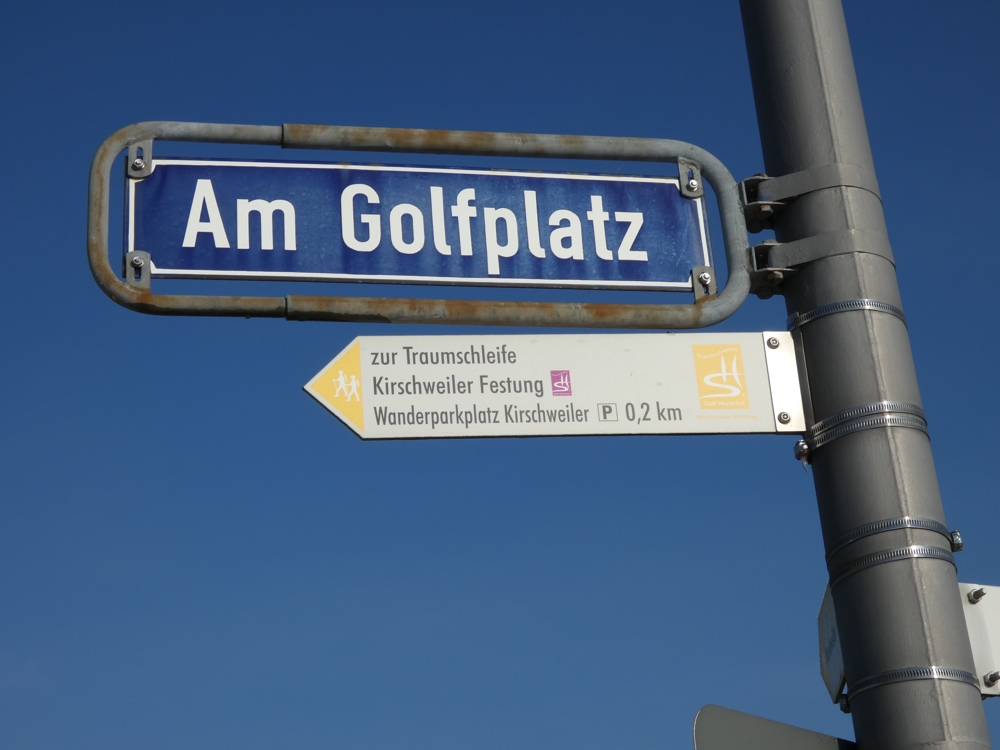 Am Golfplatz
zur Traumschleife
Kirschweiler Festung
Wanderparkplatz Kirschweiler P 0,2 km